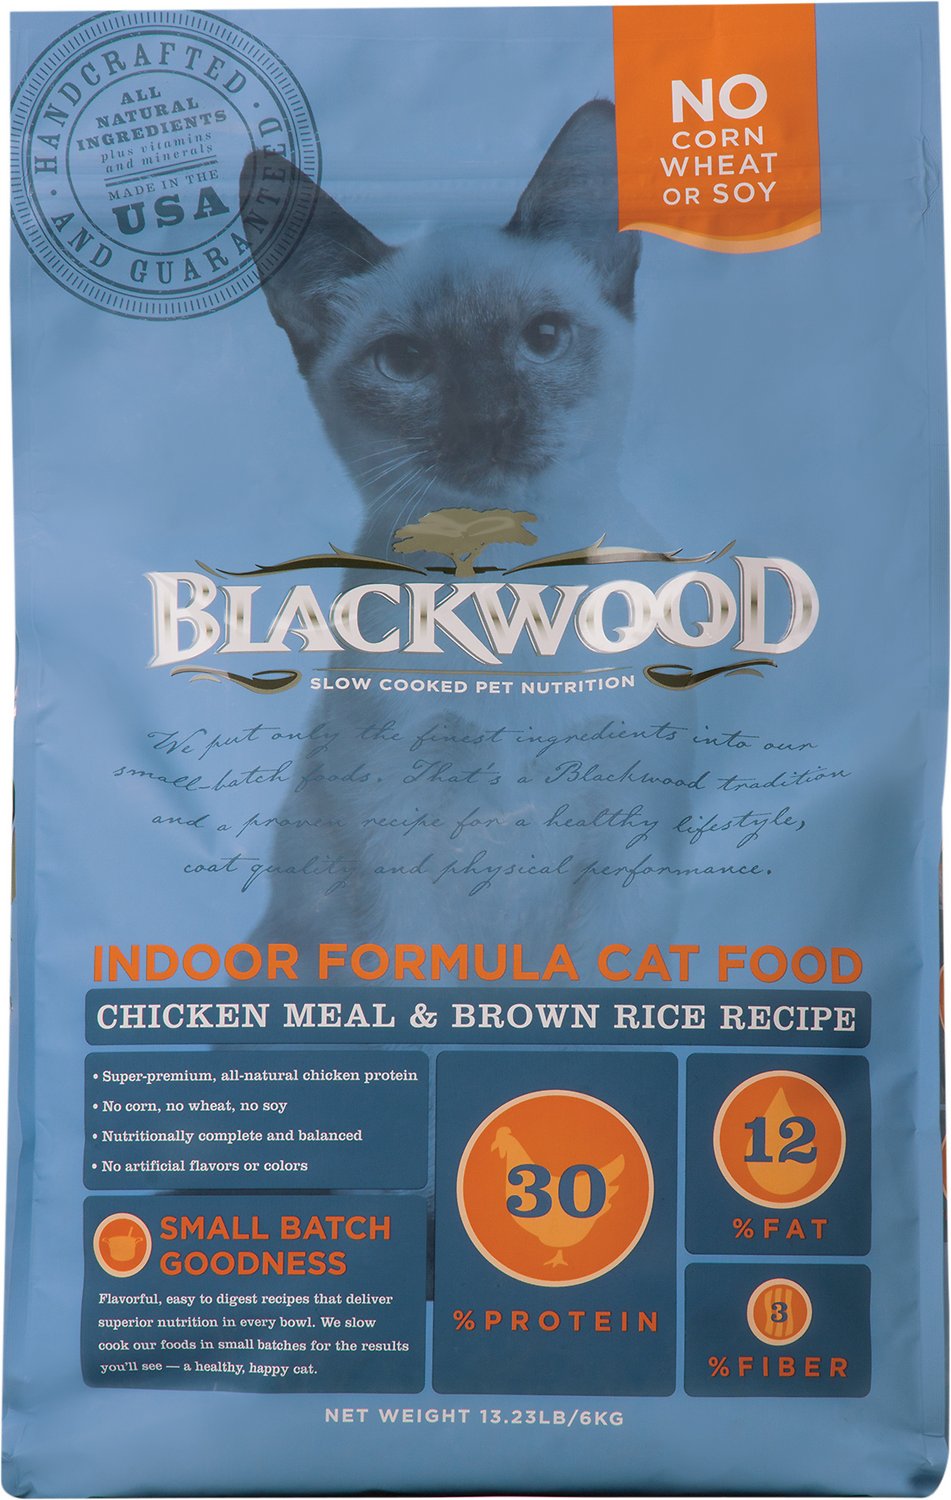 HANDCRAFTED
AND GUARANTEED
ALL
NATURAL
INGREDIENTS
plus vitamins
and minerals
MADE IN THE
USA
NO
CORN
WHEAT
OR SOY
BLACKWOOD
SLOW COOKED PET NUTRITION
We put only the finest ingredients into our
small-batch foods. That's a Blackwood tradition
and a proven recipe for a healthy lifestyle,
coat quality and physical performance.
INDOOR FORMULA CAT FOOD
CHICKEN MEAL & BROWN RICE RECIPE
• Super-premium, all-natural chicken protein
• No corn, no wheat, no soy
• Nutritionally complete and balanced
• No artificial flavors or colors
SMALL BATCH
GOODNESS
Flavorful, easy to digest recipes that deliver
superior nutrition in every bowl. We slow
cook our foods in small batches for the results
you'll see — a healthy, happy cat.
30
% PROTEIN
12
% FAT
3
% FIBER
NET WEIGHT 13.23LB/6KG